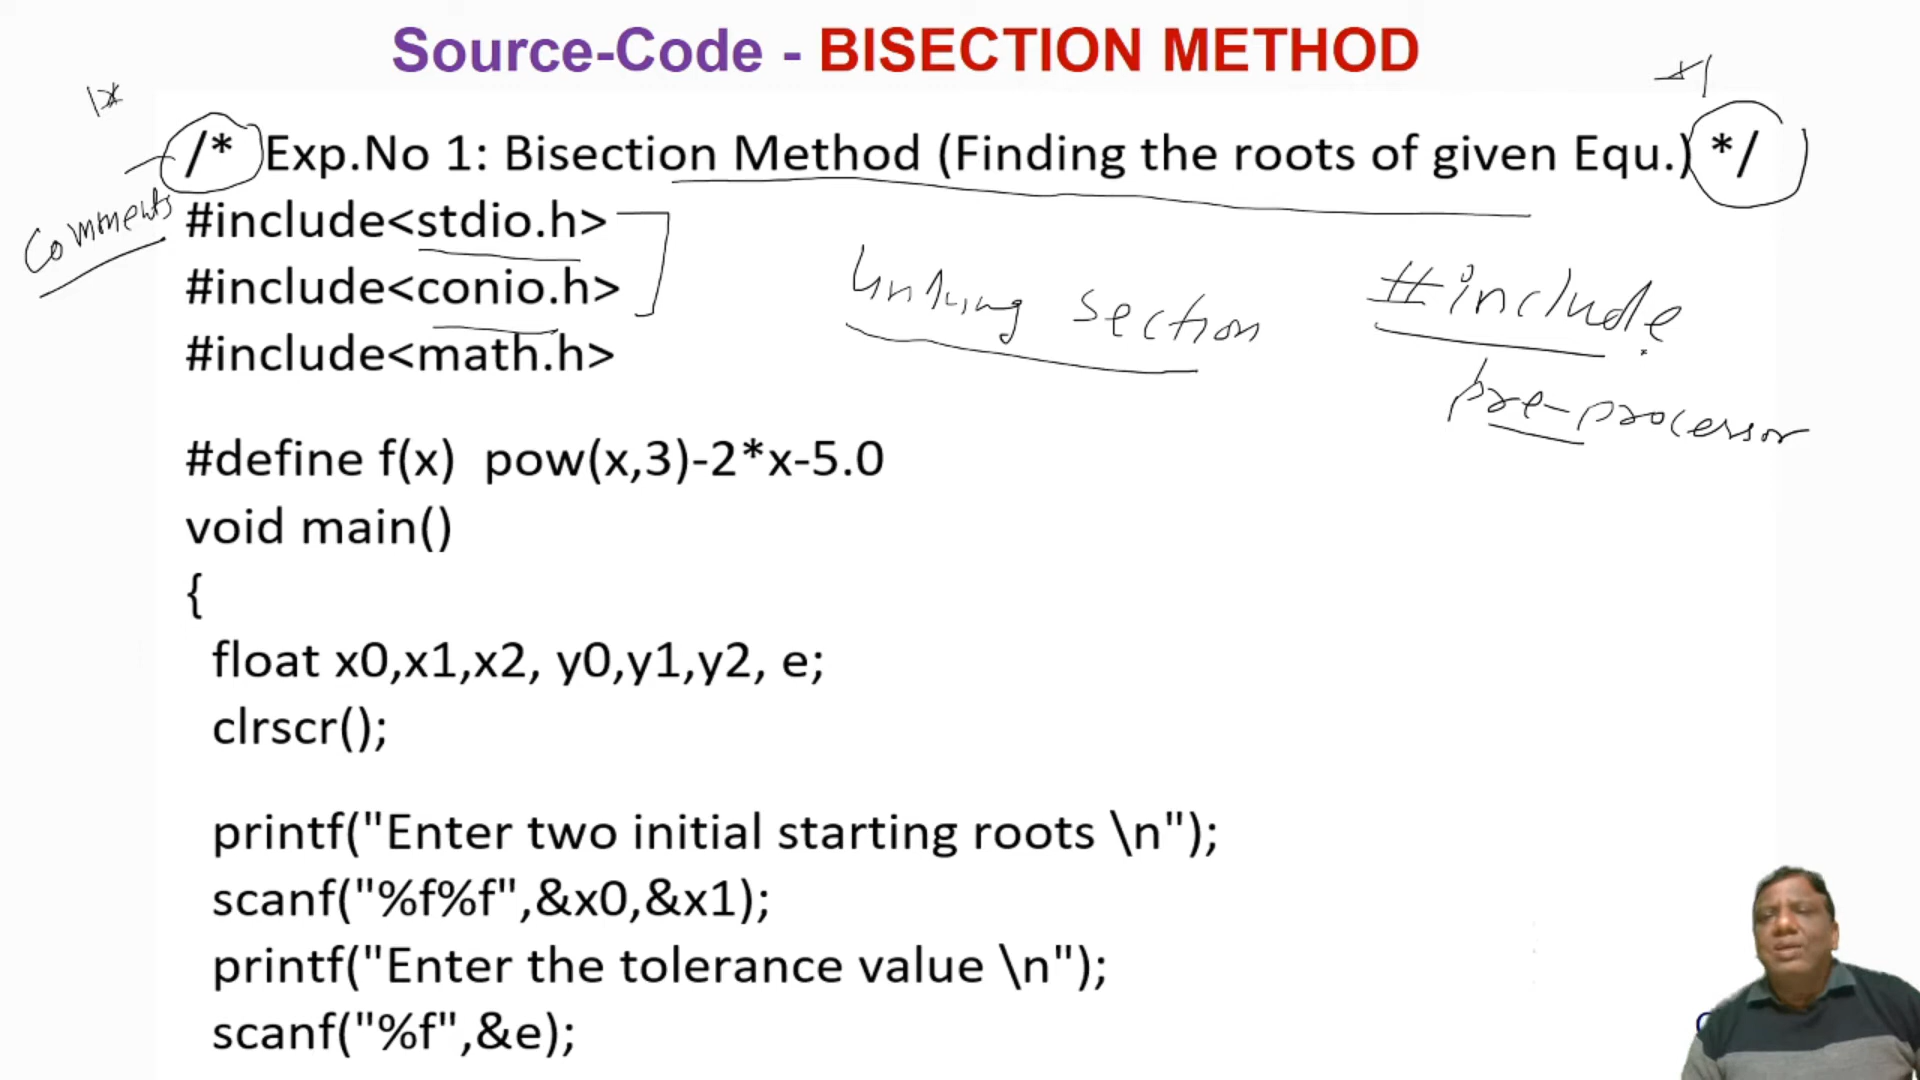 Source-Code - BISECTION METHOD
/*
*/
/* Exp.No 1: Bisection Method (Finding the roots of given Equ.) */
Comments
#include<stdio.h>
#include<conio.h>
#include<math.h>
linking section
#include
pre-processor
#define f(x) pow(x,3)-2*x-5.0
void main()
{
float x0,x1,x2, y0,y1,y2, e;
clrscr();
printf("Enter two initial starting roots \n");
scanf("%f%f",&x0,&x1);
printf("Enter the tolerance value \n");
scanf("%f",&e);